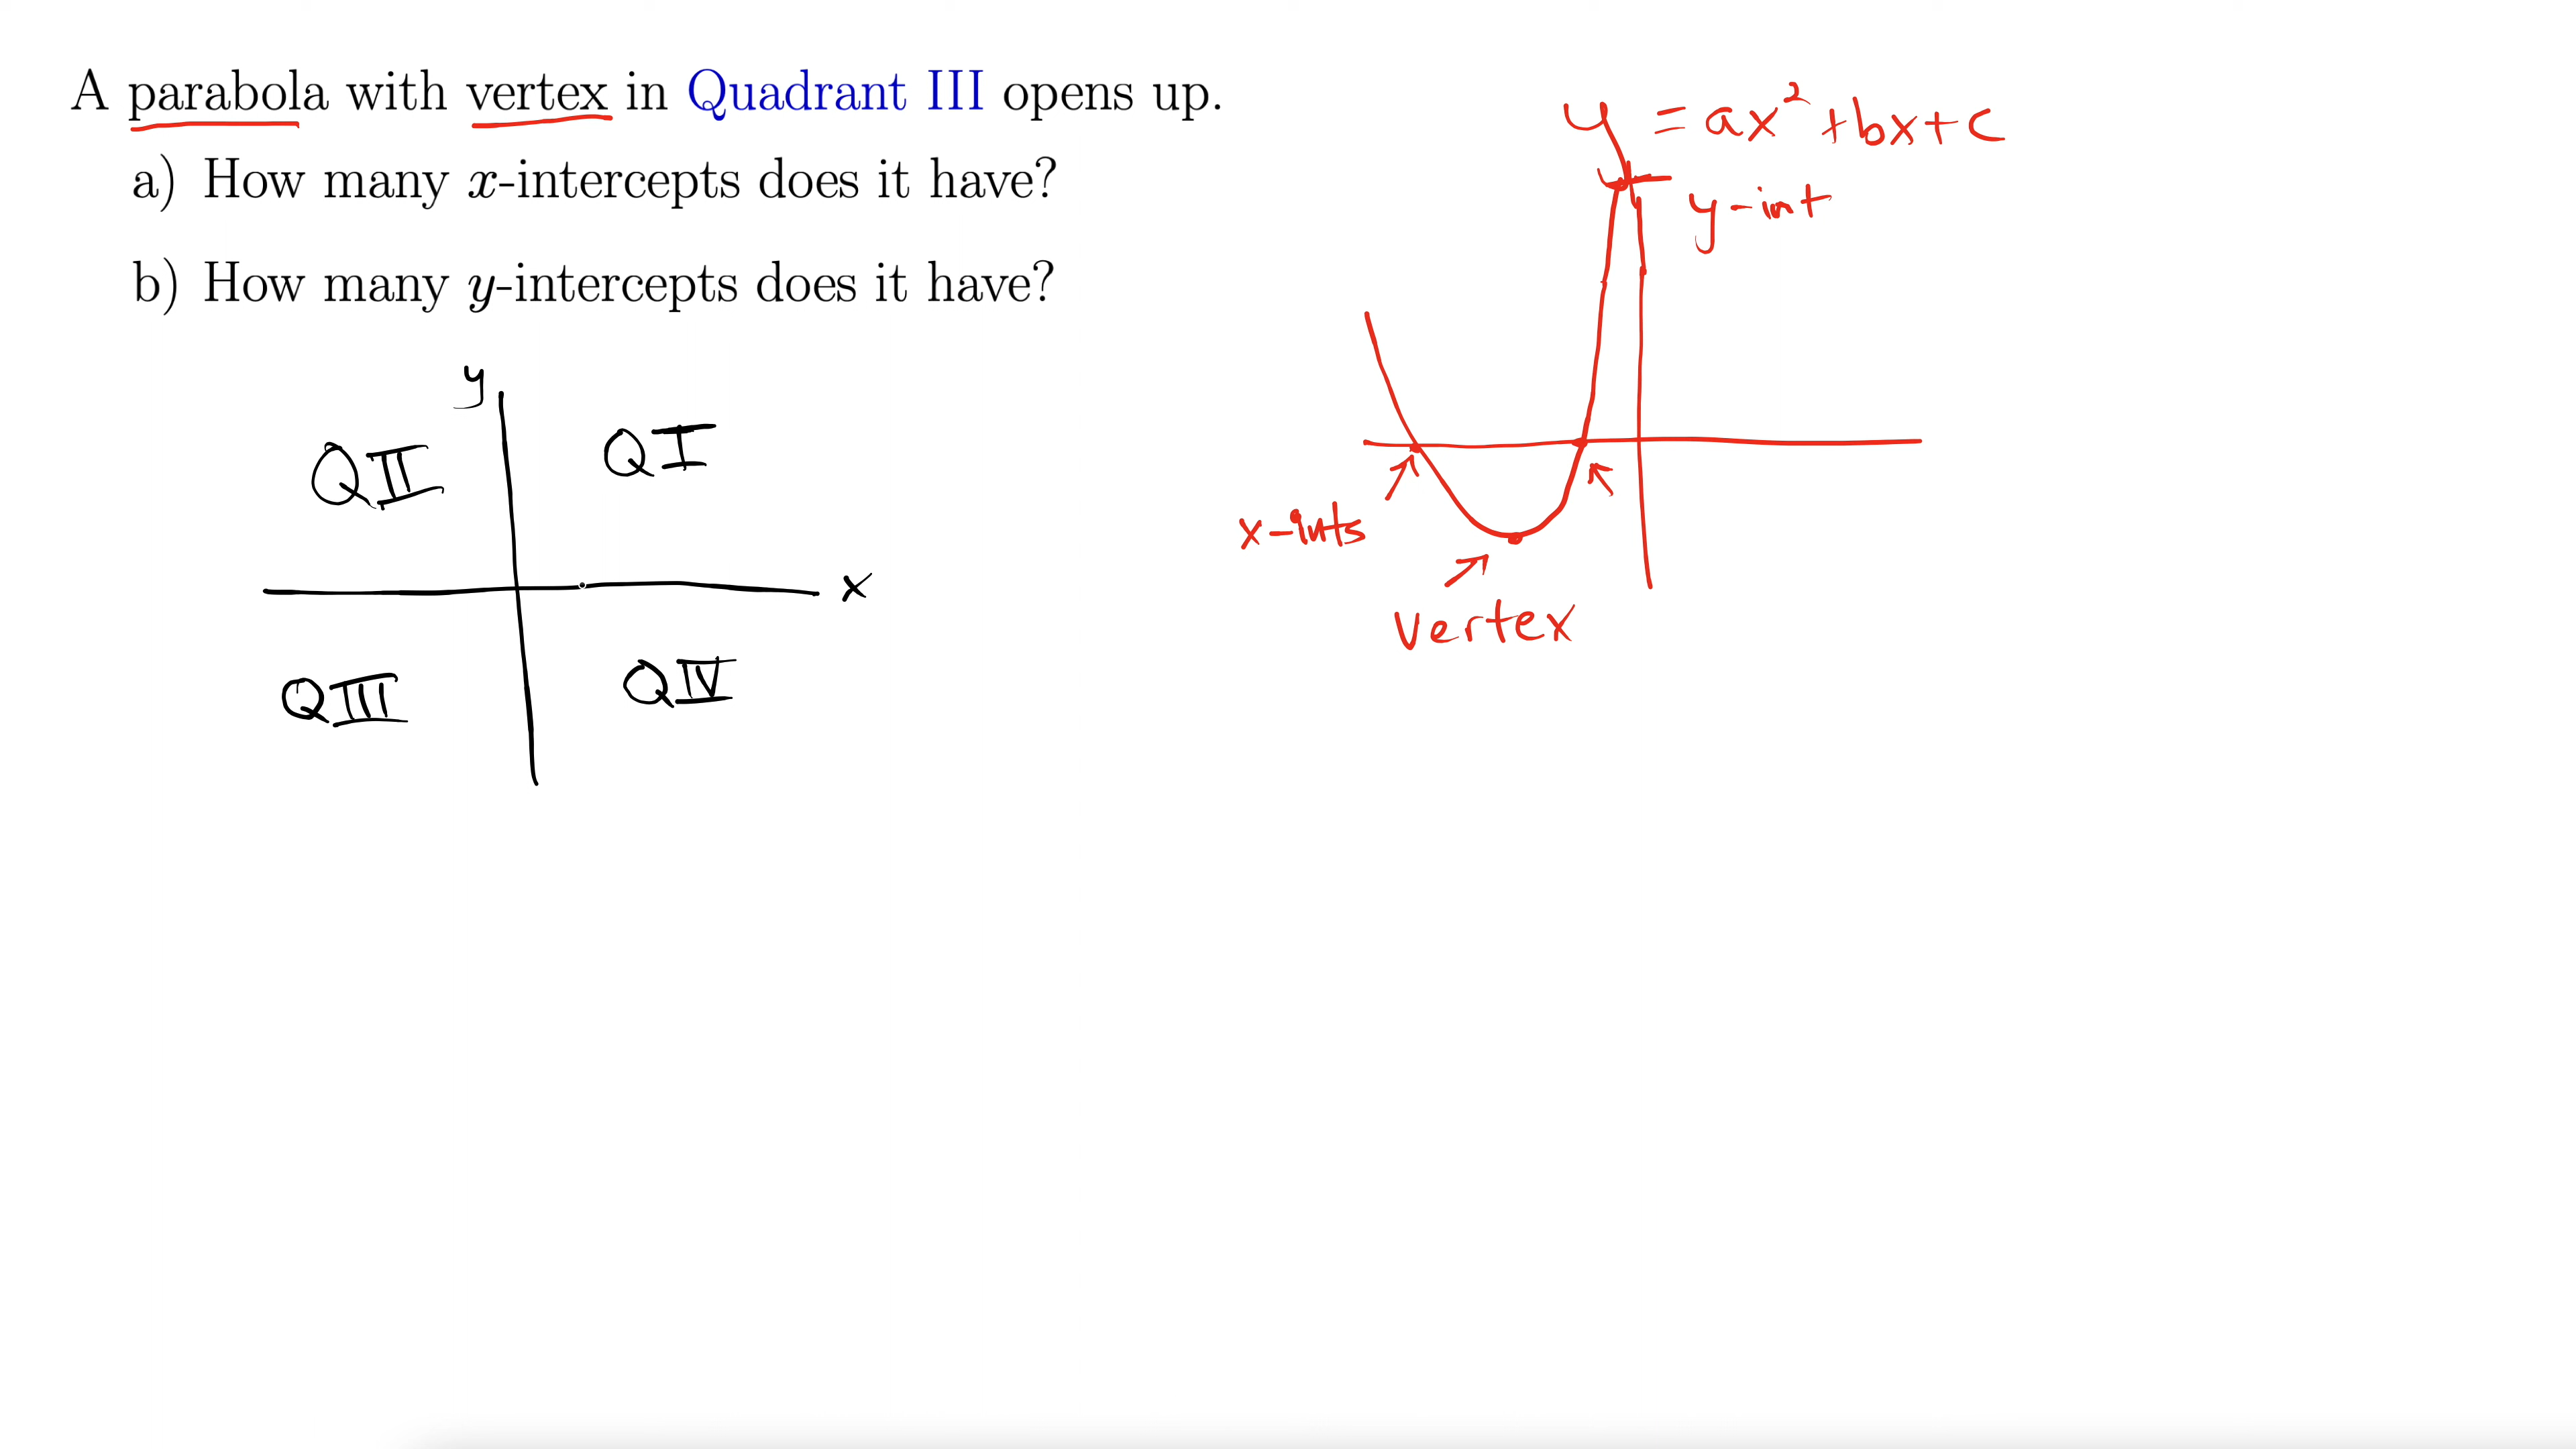 A parabola with vertex in Quadrant III opens up.
a) How many x-intercepts does it have?
b) How many y-intercepts does it have?
y
QII
QI
x
QIII
QIV
y = ax² + bx + c
y-int
x-ints
vertex